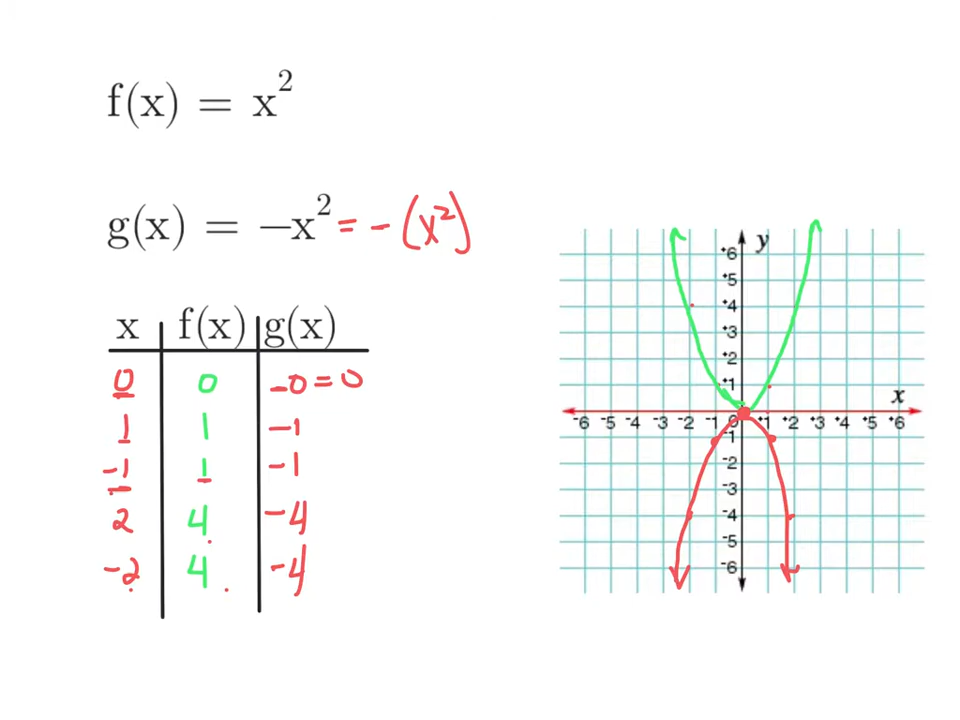 f(x) = x²
g(x) = −x² = - (x²)
x f(x) g(x)
0 0 -0 = 0
1 1 -1
-1 1 -1
2 4 -4
-2 4 -4
y
+6
+5
+4
+3
+2
+1
x
-6 -5 -4 -3 -2 -1 0 +1 +2 +3 +4 +5 +6
-1
-2
-3
-4
-5
-6